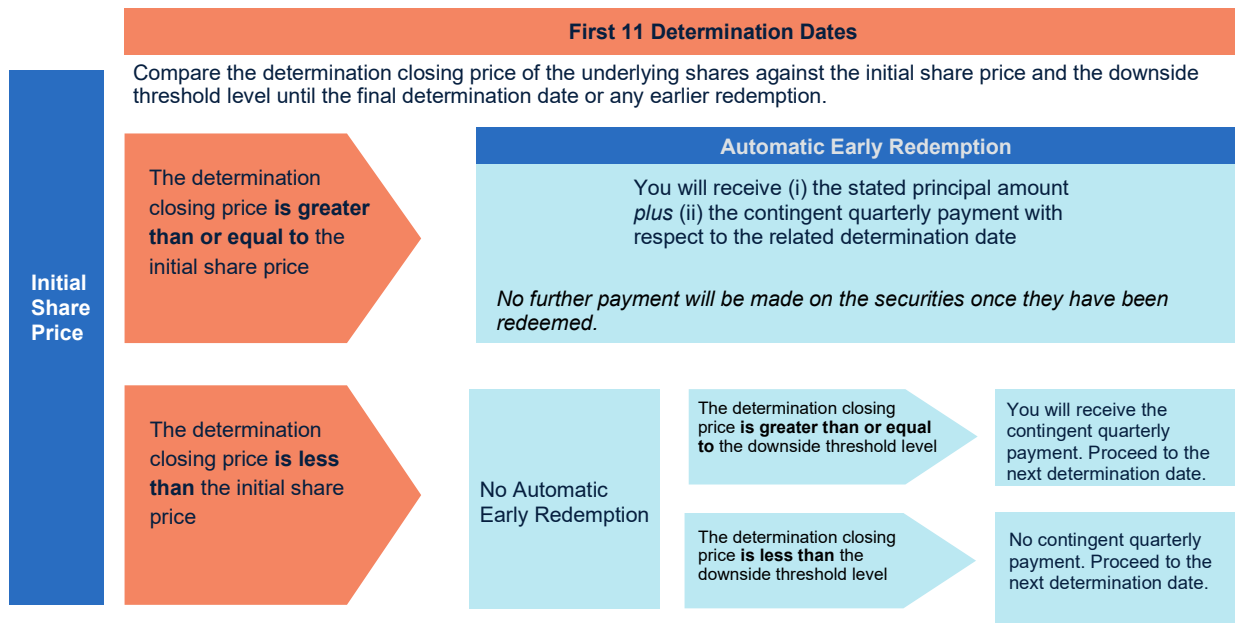 First 11 Determination Dates
Compare the determination closing price of the underlying shares against the initial share price and the downside
threshold level until the final determination date or any earlier redemption.
Initial
Share
Price
The determination
closing price is greater
than or equal to the
initial share price
Automatic Early Redemption
You will receive (i) the stated principal amount
plus (ii) the contingent quarterly payment with
respect to the related determination date
No further payment will be made on the securities once they have been
redeemed.
The determination
closing price is less
than the initial share
price
No Automatic
Early Redemption
The determination closing
price is greater than or equal
to the downside threshold level
You will receive the
contingent quarterly
payment. Proceed to the
next determination date.
The determination closing
price is less than the
downside threshold level
No contingent quarterly
payment. Proceed to the
next determination date.